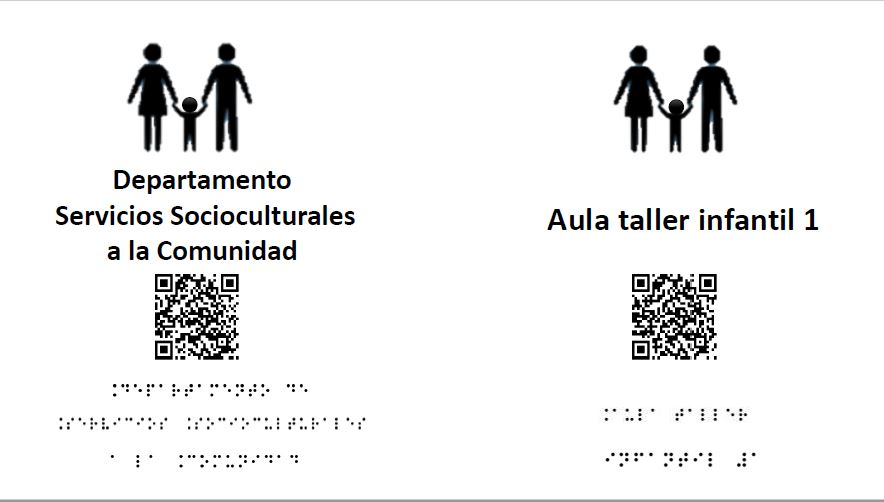 Departamento
Servicios Socioculturales
a la Comunidad
⠨⠙⠑⠏⠁⠗⠞⠁⠍⠑⠝⠞⠕ ⠙⠑
⠨⠎⠑⠗⠧⠊⠉⠊⠕⠎ ⠨⠎⠕⠉⠊⠕⠉⠥⠇⠞⠥⠗⠁⠇⠑⠎
⠁ ⠇⠁ ⠨⠉⠕⠍⠥⠝⠊⠙⠁⠙
Aula taller infantil 1
⠨⠁⠥⠇⠁ ⠞⠁⠇⠇⠑⠗
⠊⠝⠋⠁⠝⠞⠊⠇ ⠼⠁